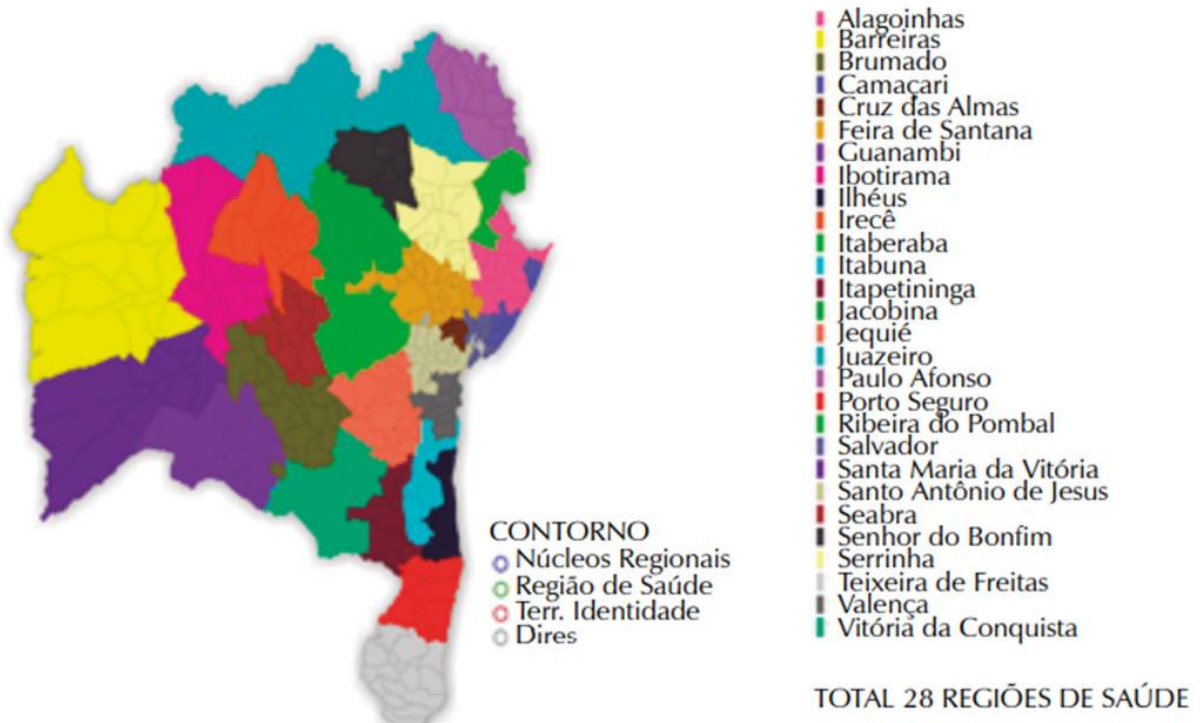 Alagoinhas
Barreiras
Brumado
Camaçari
Cruz das Almas
Feira de Santana
Guanambi
Ibotirama
Ilhéus
Irecê
Itaberaba
Itabuna
Itapetininga
Jacobina
Jequié
Juazeiro
Paulo Afonso
Porto Seguro
Ribeira do Pombal
Salvador
Santa Maria da Vitória
Santo Antônio de Jesus
Seabra
Senhor do Bonfim
Serrinha
Teixeira de Freitas
Valença
Vitória da Conquista
CONTORNO
Núcleos Regionais
Região de Saúde
Terr. Identidade
Dires
TOTAL 28 REGIÕES DE SAÚDE